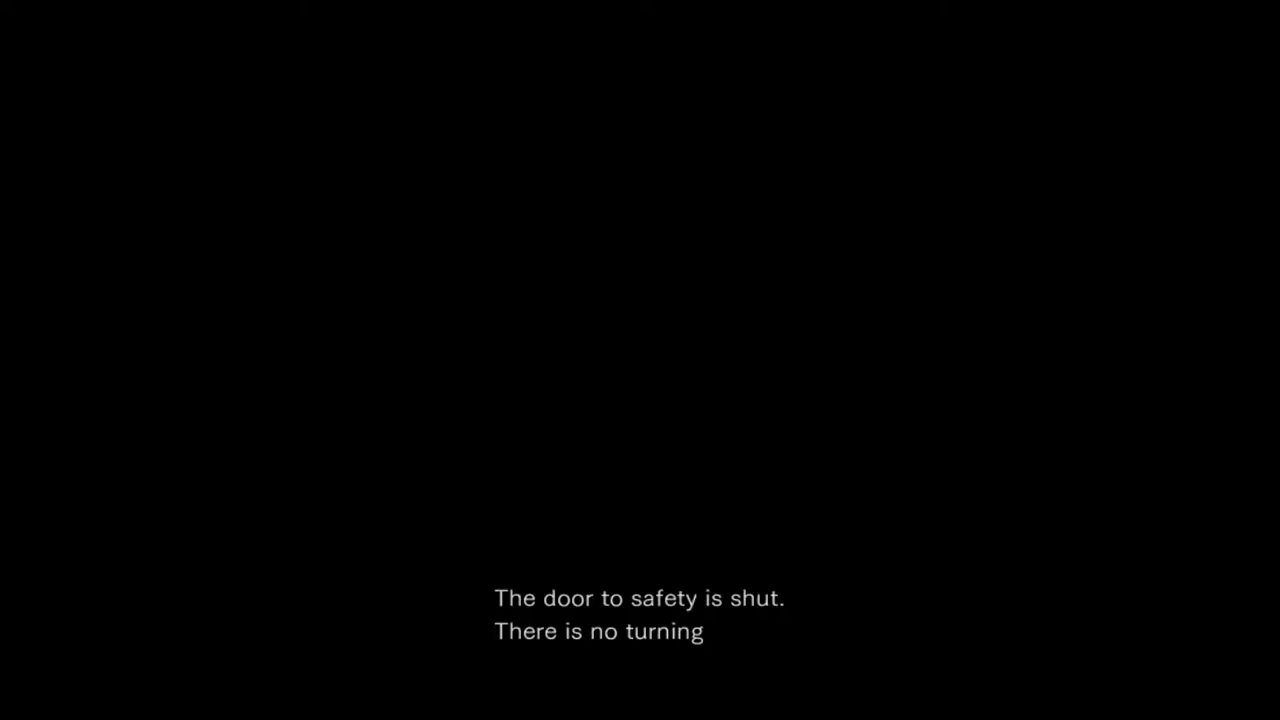 The door to safety is shut.
There is no turning